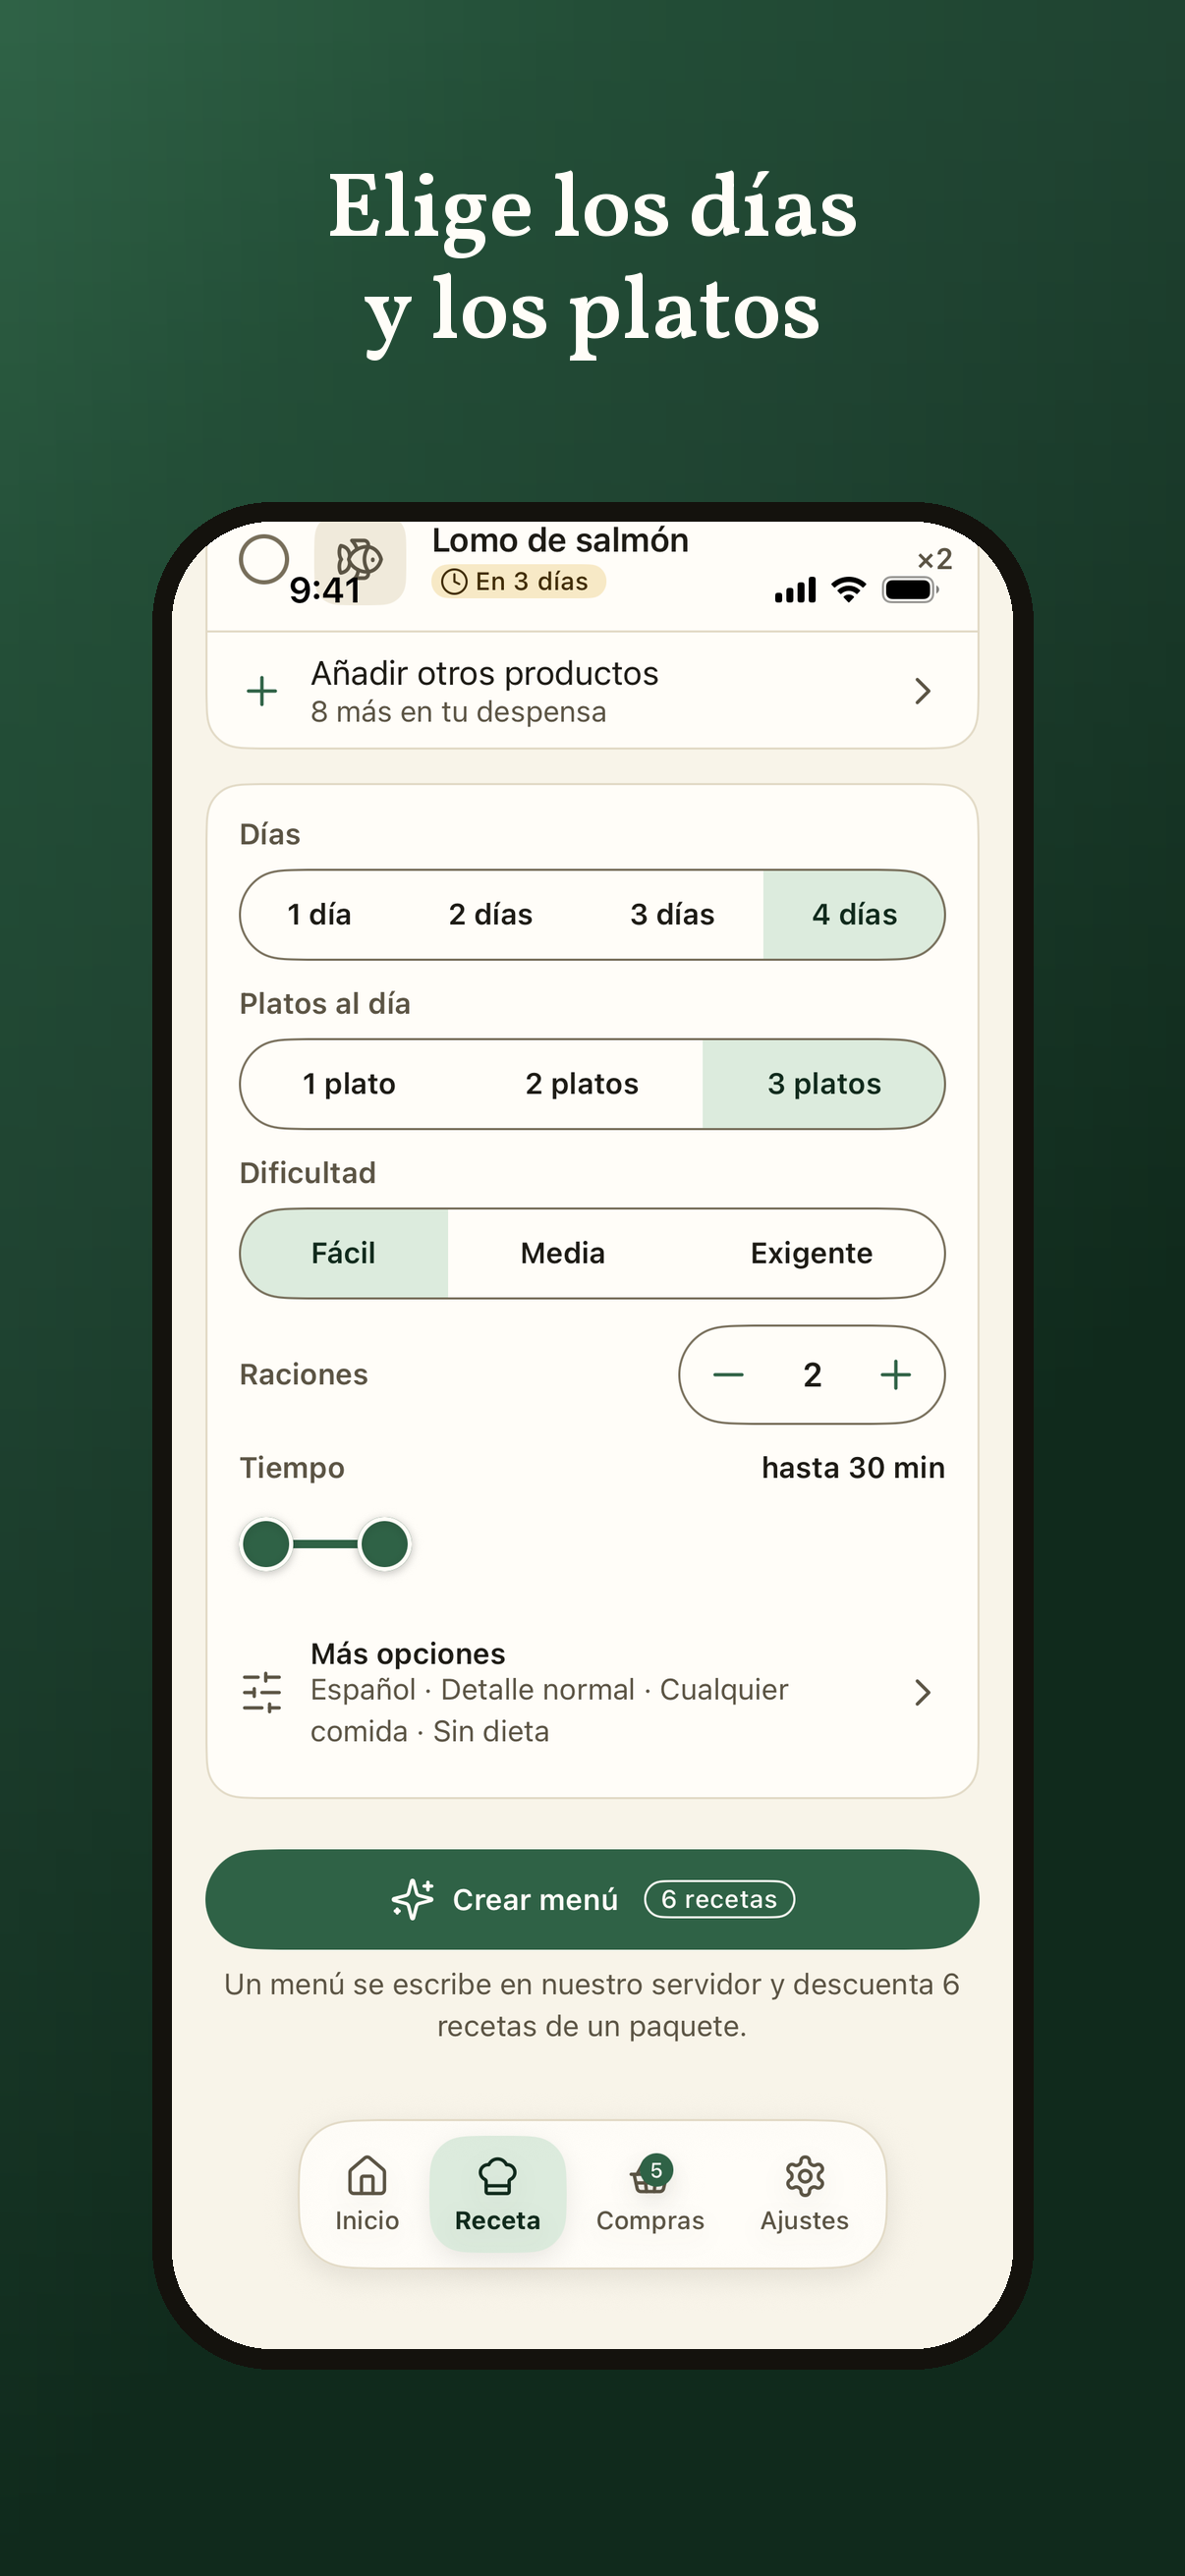 Elige los días
y los platos
Lomo de salmón
×2
En 3 días
9:41
Añadir otros productos
8 más en tu despensa
Días
1 día 2 días 3 días 4 días
Platos al día
1 plato 2 platos 3 platos
Dificultad
Fácil Media Exigente
Raciones 2
Tiempo hasta 30 min
Más opciones
Español · Detalle normal · Cualquier
comida · Sin dieta
Crear menú 6 recetas
Un menú se escribe en nuestro servidor y descuenta 6
recetas de un paquete.
5
Inicio Receta Compras Ajustes